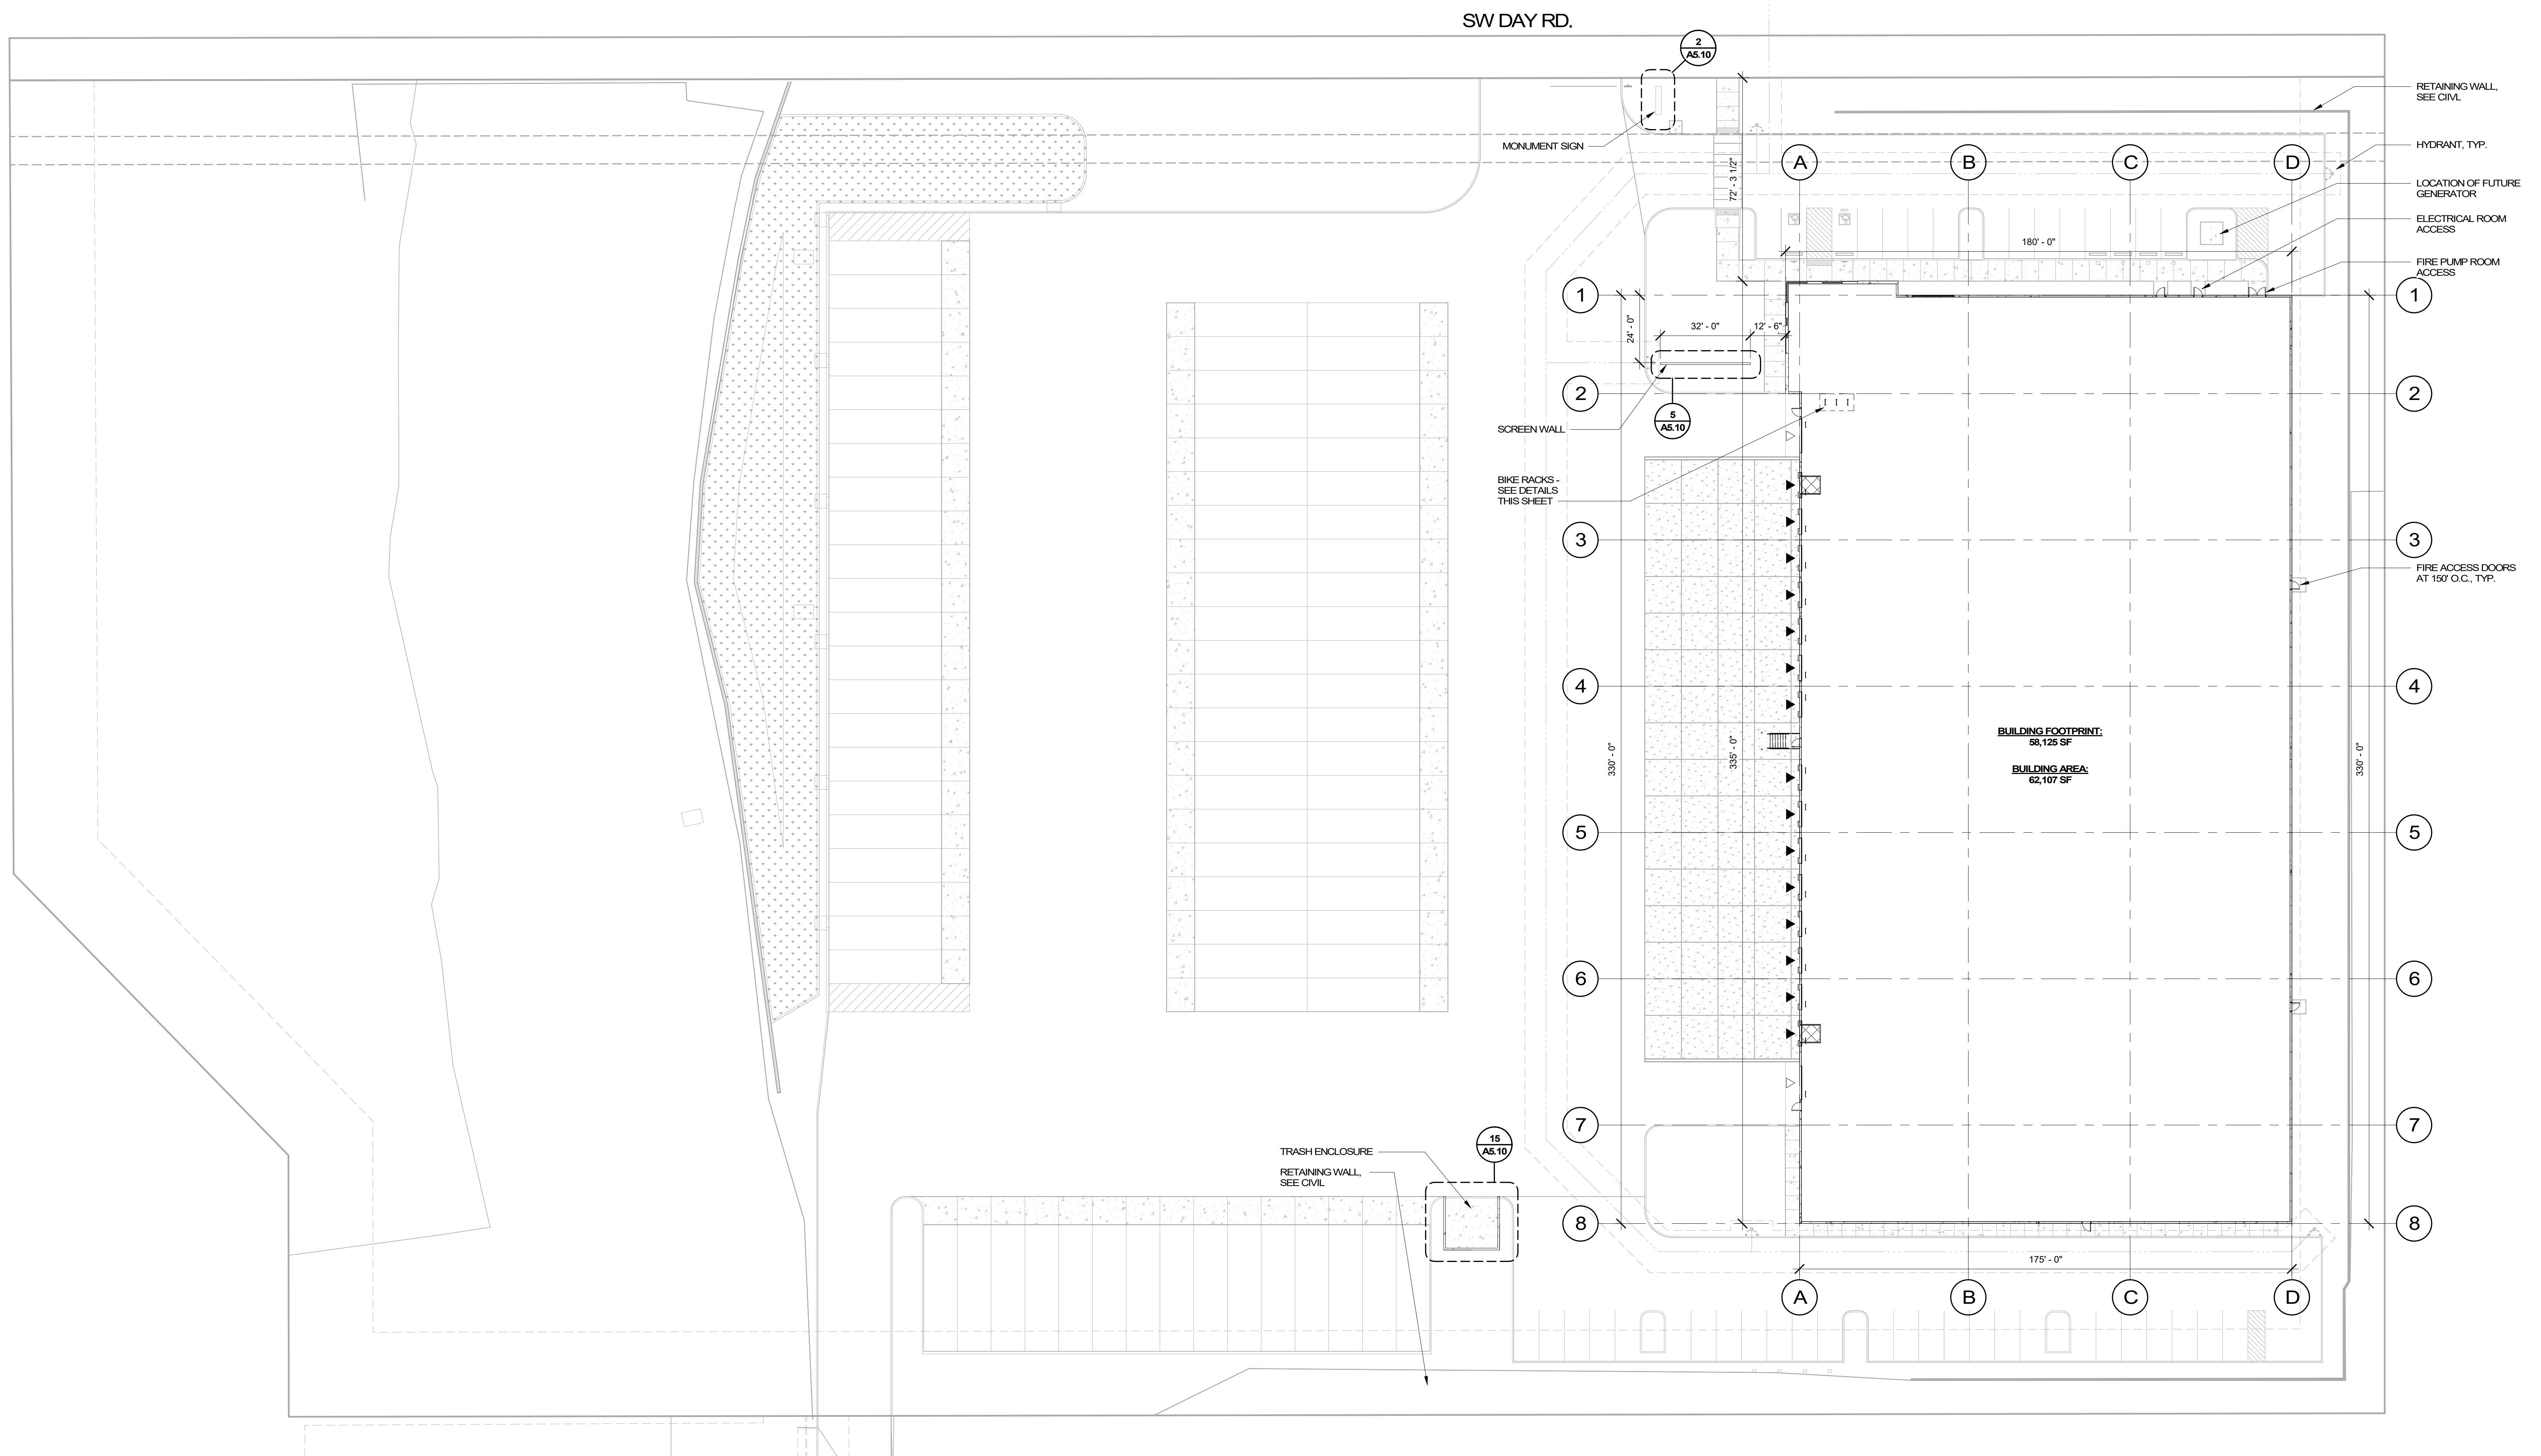 SW DAY RD.
2
A5.10
RETAINING WALL,
SEE CIIVL
MONUMENT SIGN
HYDRANT, TYP.
A
B
C
D
72' - 3 1/2"
LOCATION OF FUTURE
GENERATOR
ELECTRICAL ROOM
ACCESS
180' - 0"
FIRE PUMP ROOM
ACCESS
1
1
24' - 0"
32' - 0"
12' - 6"
2
2
5
A5.10
SCREEN WALL
BIKE RACKS -
SEE DETAILS
THIS SHEET
3
3
FIRE ACCESS DOORS
AT 150' O.C., TYP.
4
4
BUILDING FOOTPRINT:
58,125 SF
330' - 0"
335' - 0"
330' - 0"
BUILDING AREA:
62,107 SF
5
5
6
6
7
7
15
A5.10
TRASH ENCLOSURE
RETAINING WALL,
SEE CIVIL
8
8
175' - 0"
A
B
C
D